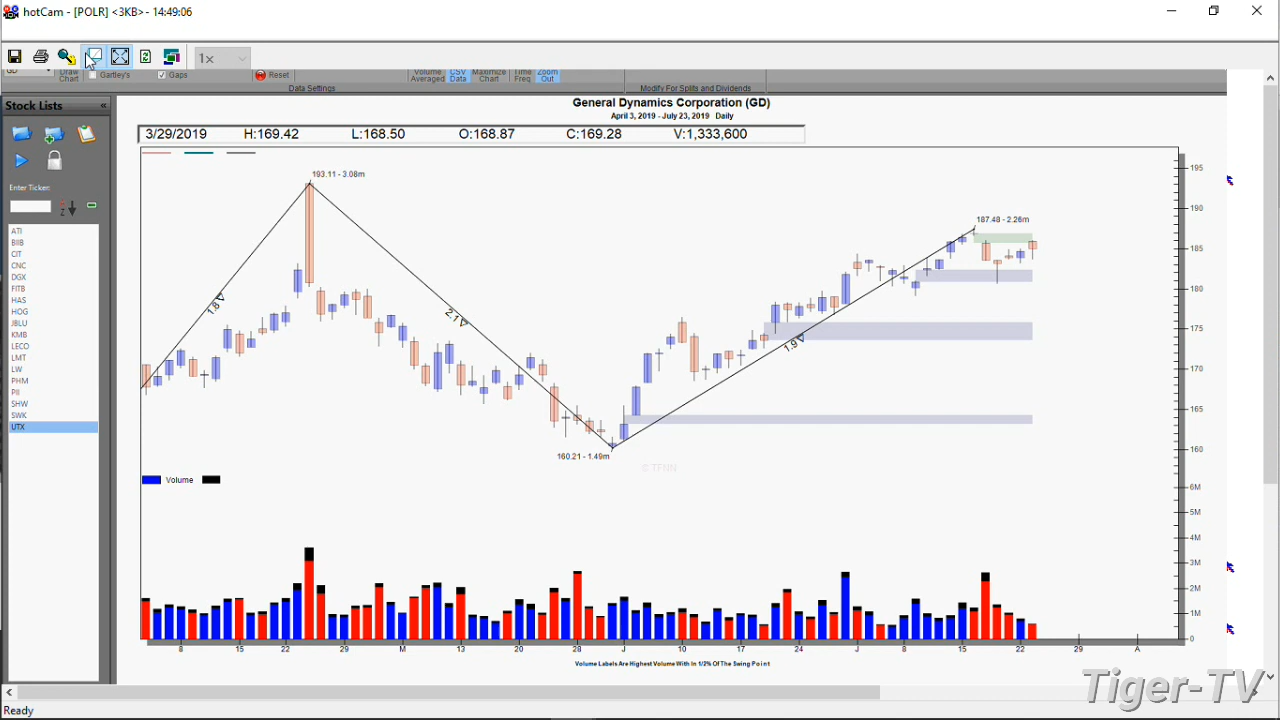 hotCam - [POLR] <3KB> - 14:49:06
1x
GD Draw Chart Gartley's Gaps Reset Volume Averaged CSV Data Maximize Chart Time Freq Zoom Out
Data Settings Modify For Splits and Dividends
Stock Lists «
General Dynamics Corporation (GD)
April 3, 2019 - July 23, 2019 Daily
3/29/2019 H:169.42 L:168.50 O:168.87 C:169.28 V:1,333,600
Enter Ticker:
ATI
BIIB
CIT
CNC
DGX
FITB
HAS
HOG
JBLU
KMB
LECO
LMT
LW
PHM
PII
SHW
SWK
UTX
193.11 - 3.08m
187.48 - 2.26m
1.8
2.1
1.9
160.21 - 1.49m
© TFNN
195
190
185
180
175
170
165
160
Volume
6M
5M
4M
3M
2M
1M
0
8 15 22 29 M 13 20 28 J 10 17 24 J 8 15 22 29 A
Volume Labels Are Highest Volume With In 1/2% Of The Swing Point
Tiger-TV
Ready